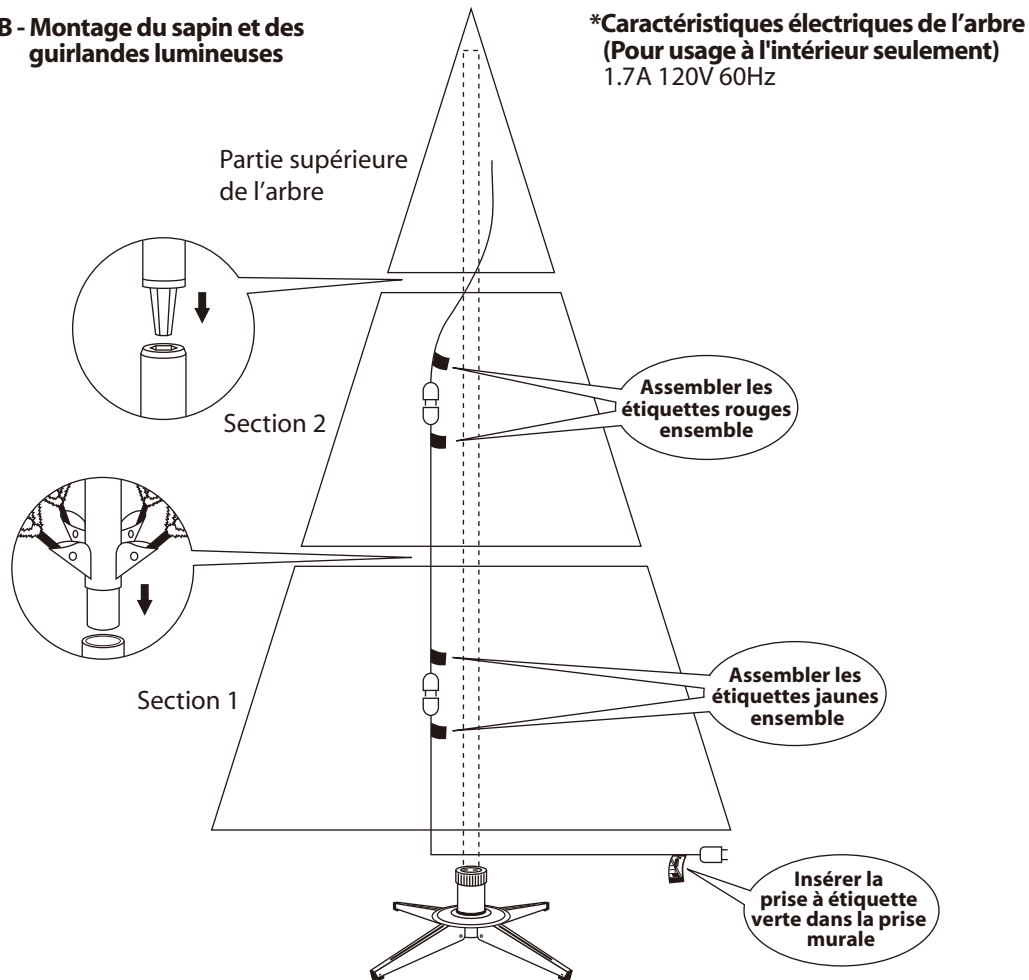 B - Montage du sapin et des
guirlandes lumineuses
*Caractéristiques électriques de l’arbre
(Pour usage à l'intérieur seulement)
1.7A 120V 60Hz
Partie supérieure
de l’arbre
Assembler les
étiquettes rouges
ensemble
Section 2
Assembler les
étiquettes jaunes
ensemble
Section 1
Insérer la
prise à étiquette
verte dans la prise
murale